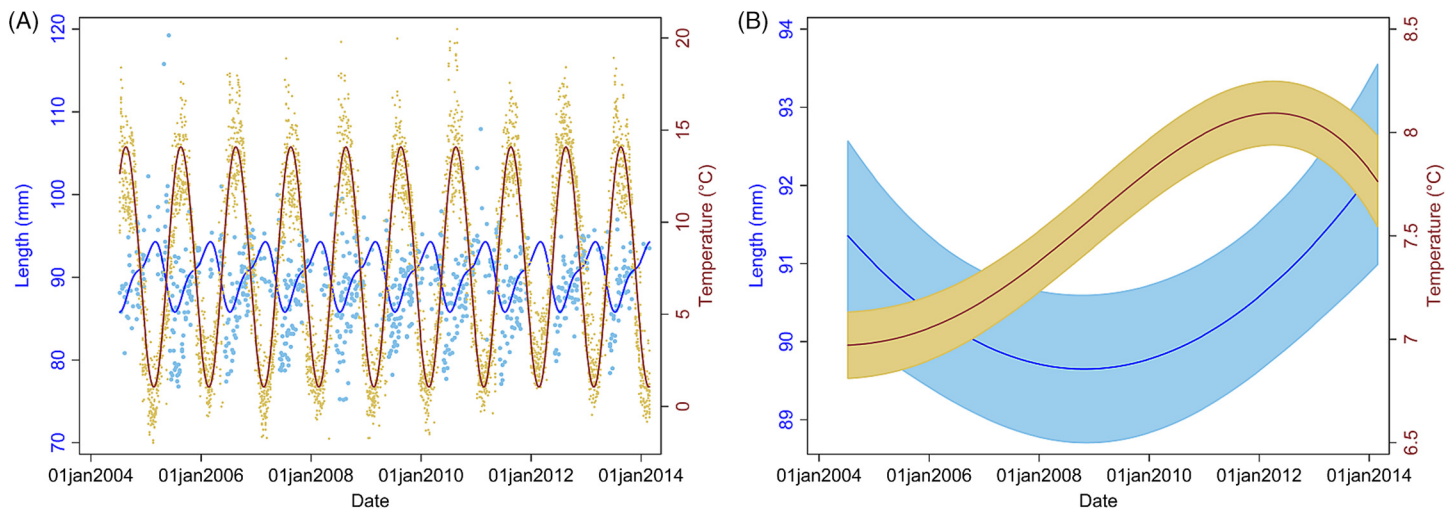 (A)
120
110
100
90
80
70
Length (mm)
20
15
10
5
0
Temperature (°C)
01jan2004 01jan2006 01jan2008 01jan2010 01jan2012 01jan2014
Date
(B)
94
93
92
91
90
89
Length (mm)
8.5
8
7.5
7
6.5
Temperature (°C)
01jan2004 01jan2006 01jan2008 01jan2010 01jan2012 01jan2014
Date